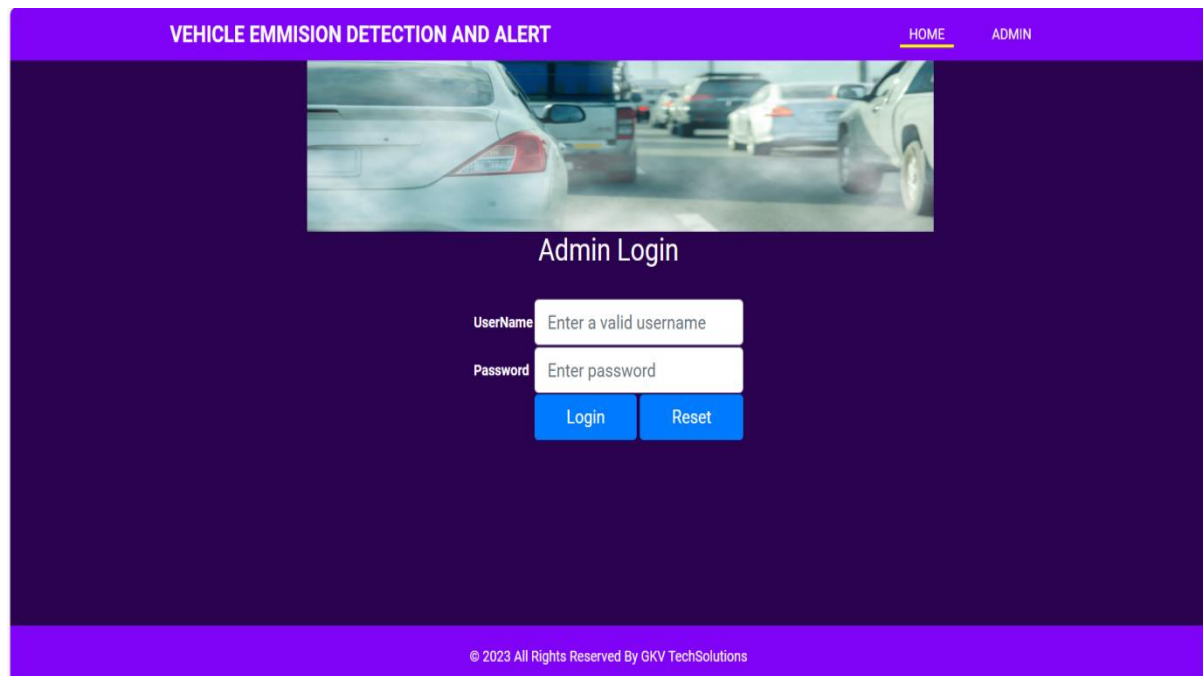 VEHICLE EMMISION DETECTION AND ALERT HOME ADMIN
Admin Login
UserName Enter a valid username
Password Enter password
Login Reset
© 2023 All Rights Reserved By GKV TechSolutions